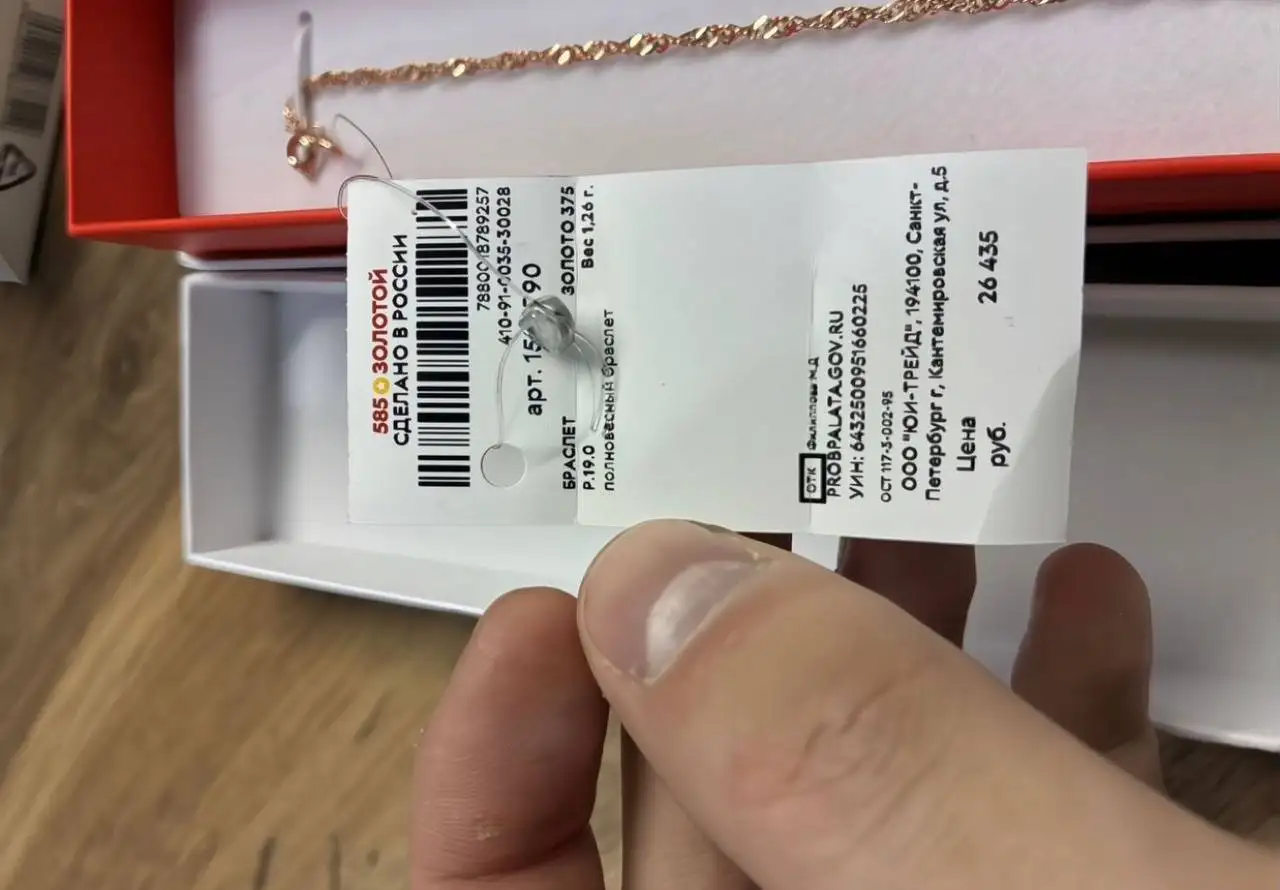 585 ЗОЛОТОЙ
СДЕЛАНО В РОССИИ
8789257
410-91-0035-30028
арт.
БРАСЛЕТ ЗОЛОТО 375
Р.19.0 Вес 1,26 г.
полновесный браслет
ОТК
PROBPALATA.GOV.RU
УИН: 6432500951660225
ОСТ 117-3-002-95
ООО "ЮИ-ТРЕЙД", 194100, Санкт-
Петербург г, Кантемировская ул, д.5
Цена
руб. 26 435